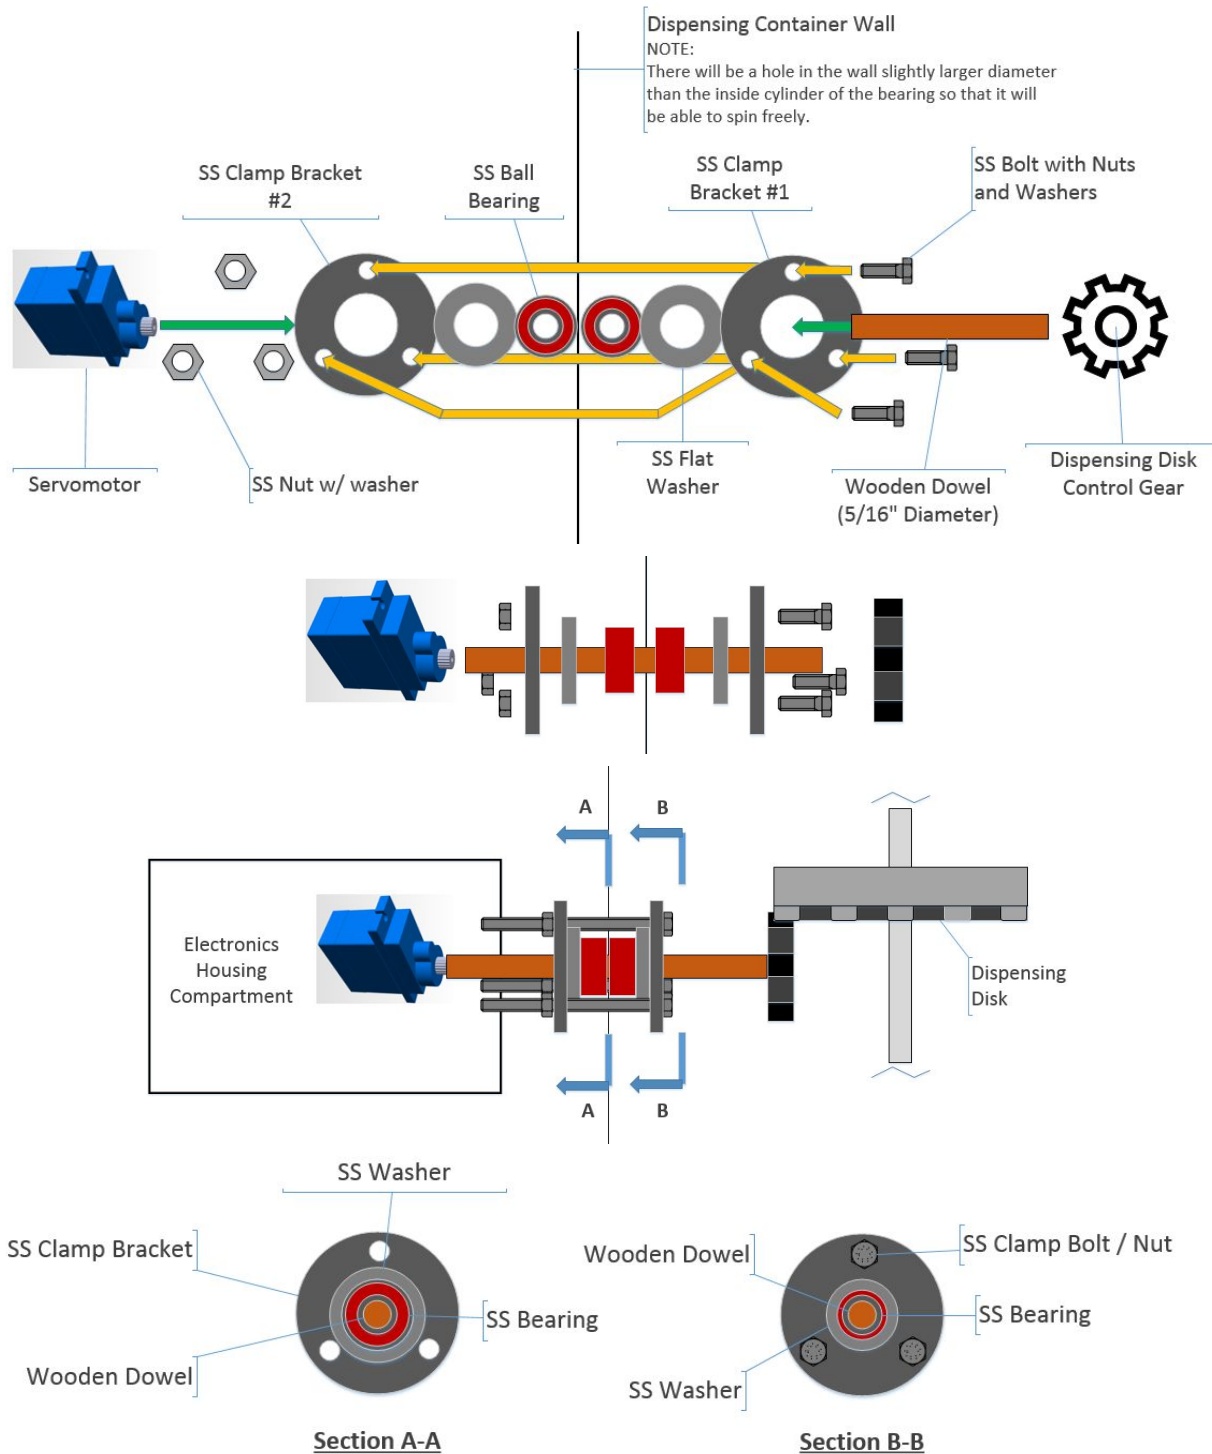 Dispensing Container Wall
NOTE:
There will be a hole in the wall slightly larger diameter
than the inside cylinder of the bearing so that it will
be able to spin freely.
SS Clamp Bracket
#2
SS Ball
Bearing
SS Clamp
Bracket #1
SS Bolt with Nuts
and Washers
Servomotor
SS Nut w/ washer
SS Flat
Washer
Wooden Dowel
(5/16" Diameter)
Dispensing Disk
Control Gear
A
B
Electronics
Housing
Compartment
Dispensing
Disk
A
B
SS Washer
SS Clamp Bracket
SS Bearing
Wooden Dowel
Section A-A
Wooden Dowel
SS Clamp Bolt / Nut
SS Bearing
SS Washer
Section B-B